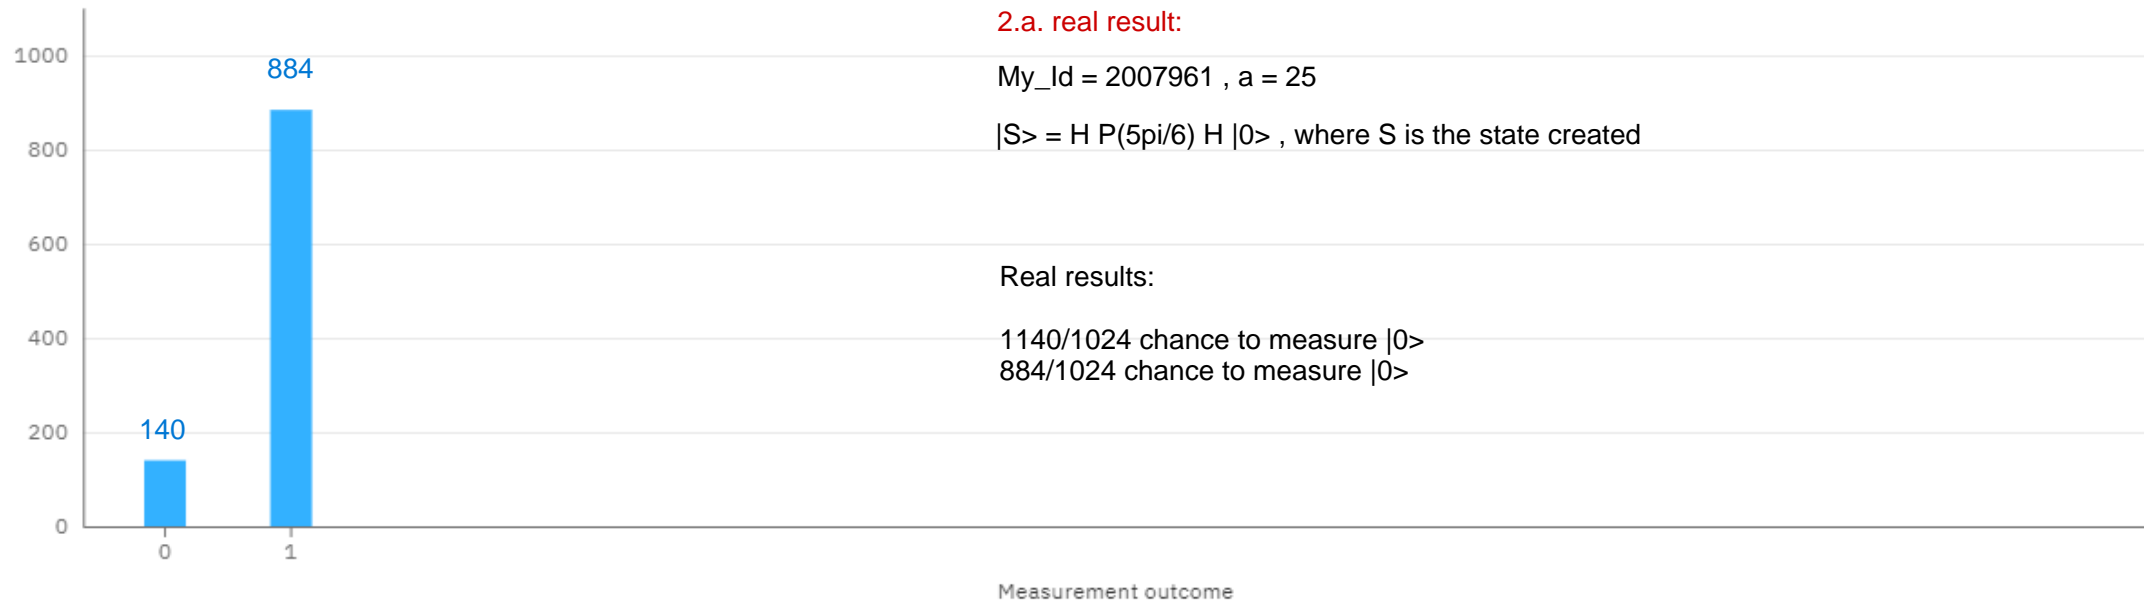 2.a. real result:
1000
884
My_Id = 2007961 , a = 25
|S> = H P(5pi/6) H |0> , where S is the state created
800
600
Real results:
400
1140/1024 chance to measure |0>
884/1024 chance to measure |0>
200
140
0
0 1
Measurement outcome